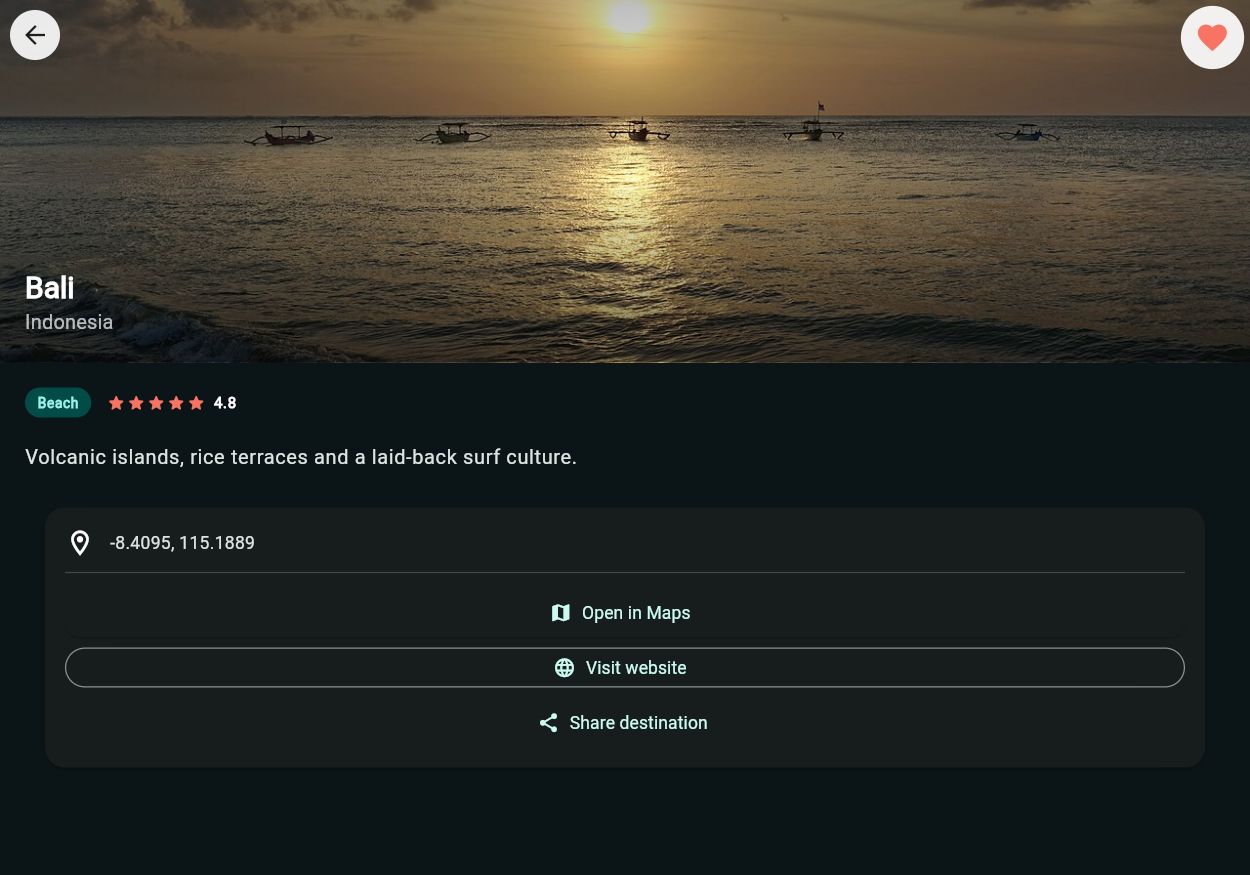 Bali
Indonesia
Beach
4.8
Volcanic islands, rice terraces and a laid-back surf culture.
-8.4095, 115.1889
Open in Maps
Visit website
Share destination